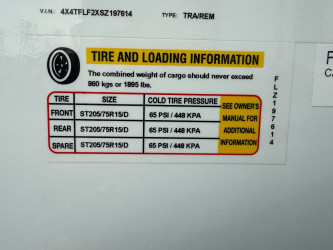 V.I.N.: 4X4TFLF2XSZ197614 TYPE: TRA/REM
TIRE AND LOADING INFORMATION
The combined weight of cargo should never exceed
860 kgs or 1895 lbs.
TIRE SIZE COLD TIRE PRESSURE SEE OWNER'S MANUAL FOR ADDITIONAL INFORMATION
FRONT ST205/75R15/D 65 PSI / 448 KPA
REAR ST205/75R15/D 65 PSI / 448 KPA
SPARE ST205/75R15/D 65 PSI / 448 KPA
FLZ197614